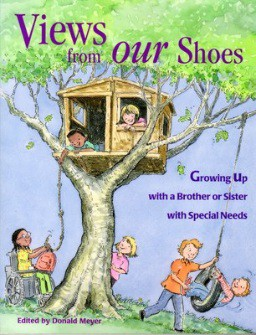 Views
from our Shoes
Growing up
with a Brother or Sister
with Special Needs
Edited by Donald Meyer